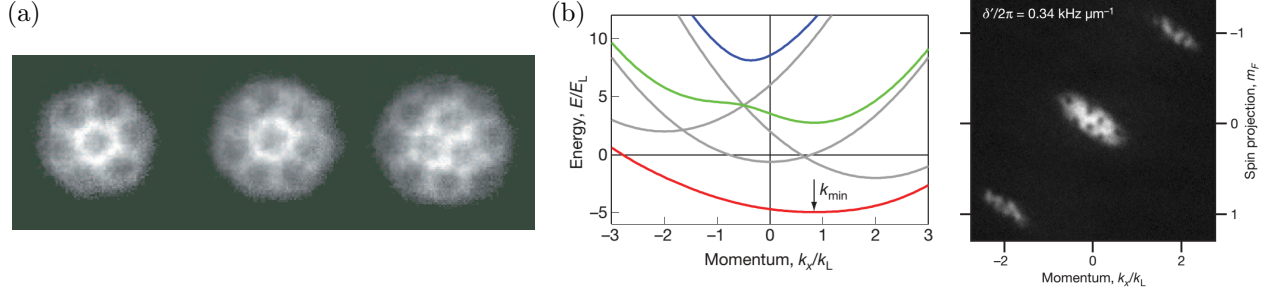 (a)
(b)
10
5
0
−5
Energy, E/E_L
k_min
−3
−2
−1
0
1
2
3
Momentum, k_x/k_L
δ′/2π = 0.34 kHz µm⁻¹
−1
0
1
Spin projection, m_F
−2
0
2
Momentum, k_x/k_L